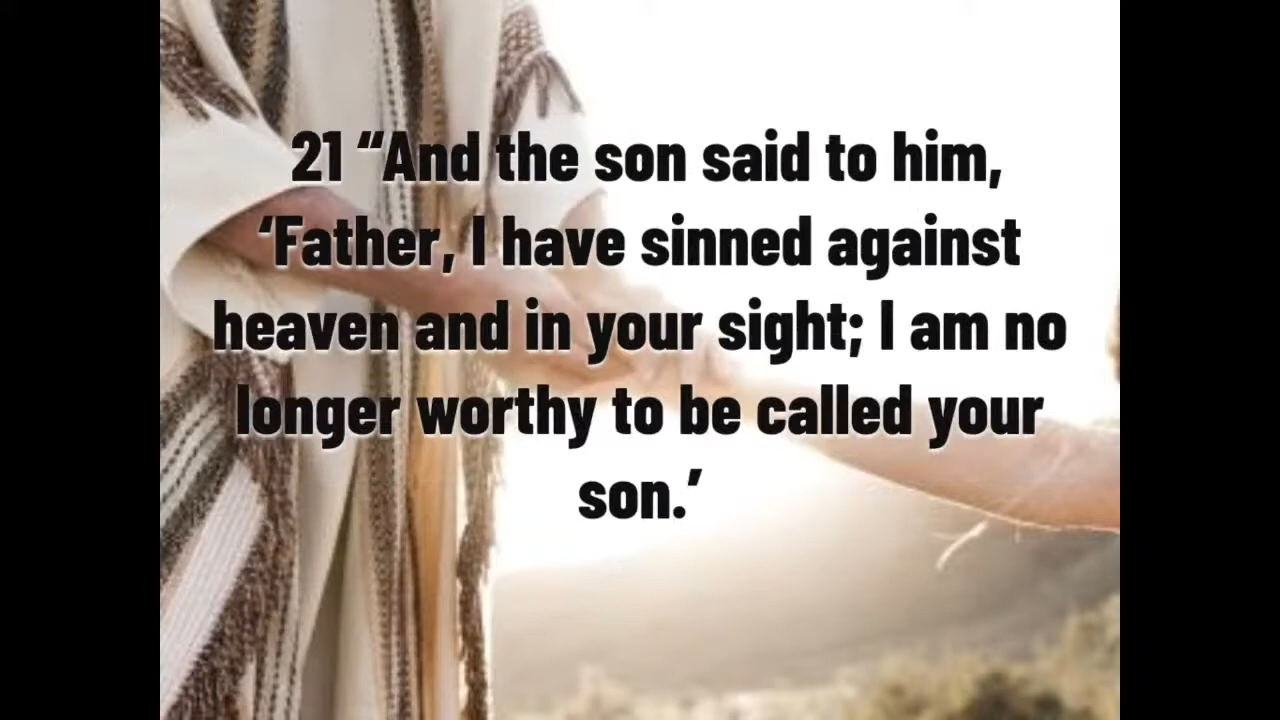 21 “And the son said to him,
‘Father, I have sinned against
heaven and in your sight; I am no
longer worthy to be called your
son.’